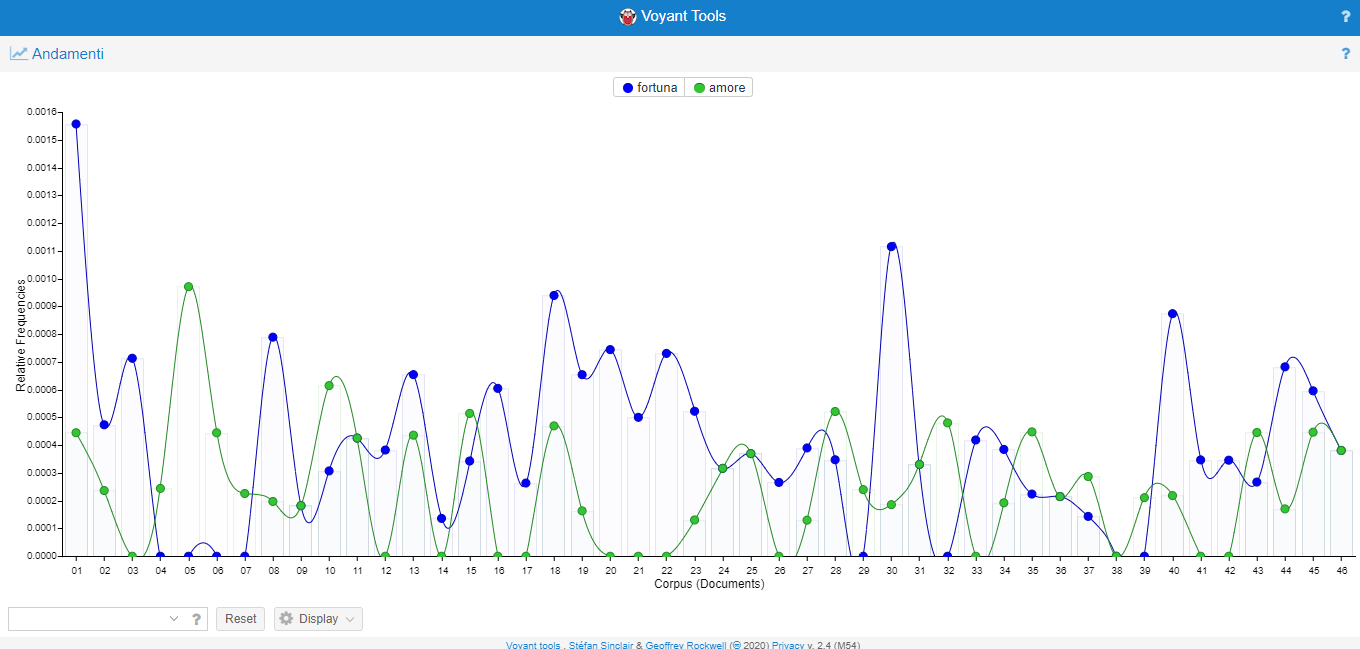 Voyant Tools
?
Andamenti
?
fortuna amore
0.0016
0.0015
0.0014
0.0013
0.0012
0.0011
0.0010
0.0009
0.0008
0.0007
0.0006
0.0005
0.0004
0.0003
0.0002
0.0001
0.0000
Relative Frequencies
01 02 03 04 05 06 07 08 09 10 11 12 13 14 15 16 17 18 19 20 21 22 23 24 25 26 27 28 29 30 31 32 33 34 35 36 37 38 39 40 41 42 43 44 45 46
Corpus (Documents)
? Reset Display
Voyant tools , Stéfan Sinclair & Geoffrey Rockwell (© 2020) Privacy v. 2.4 (M54)